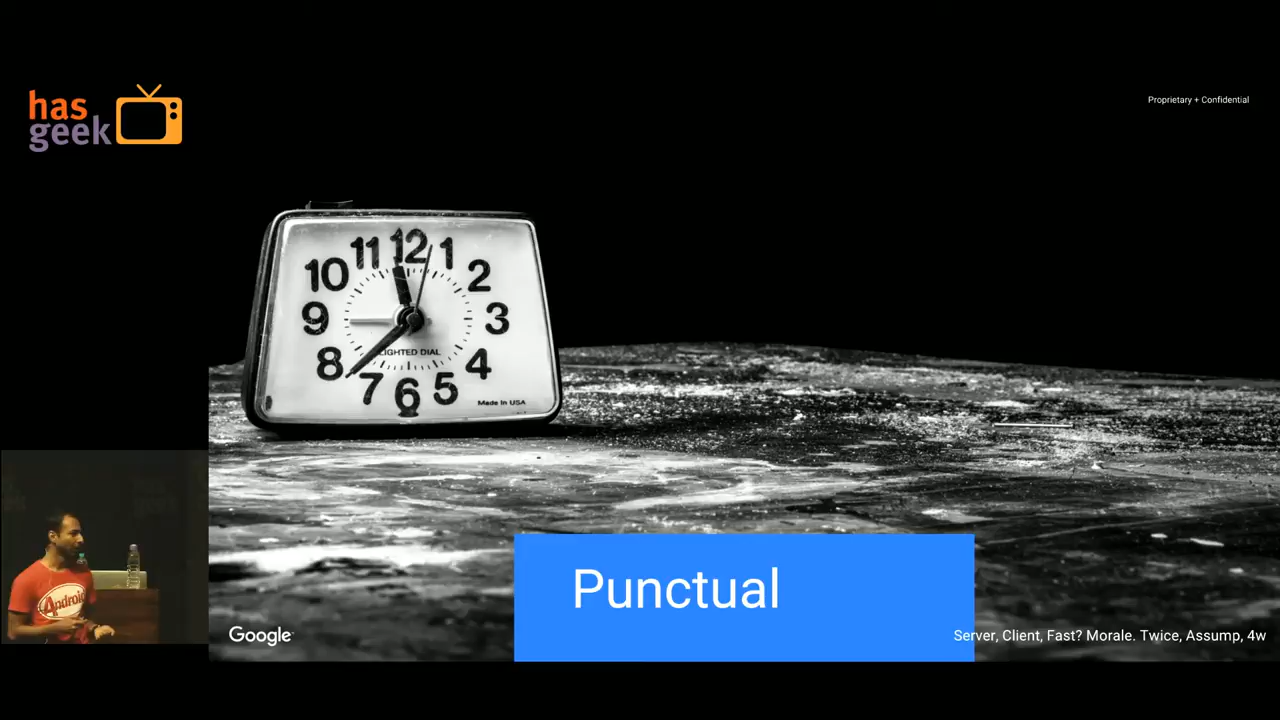 has
geek
Proprietary + Confidential
11 12 1
10 2
9 3
8 4
7 6 5
LIGHTED DIAL
Made In USA
Android
Punctual
Google
Server, Client, Fast? Morale. Twice, Assump, 4w